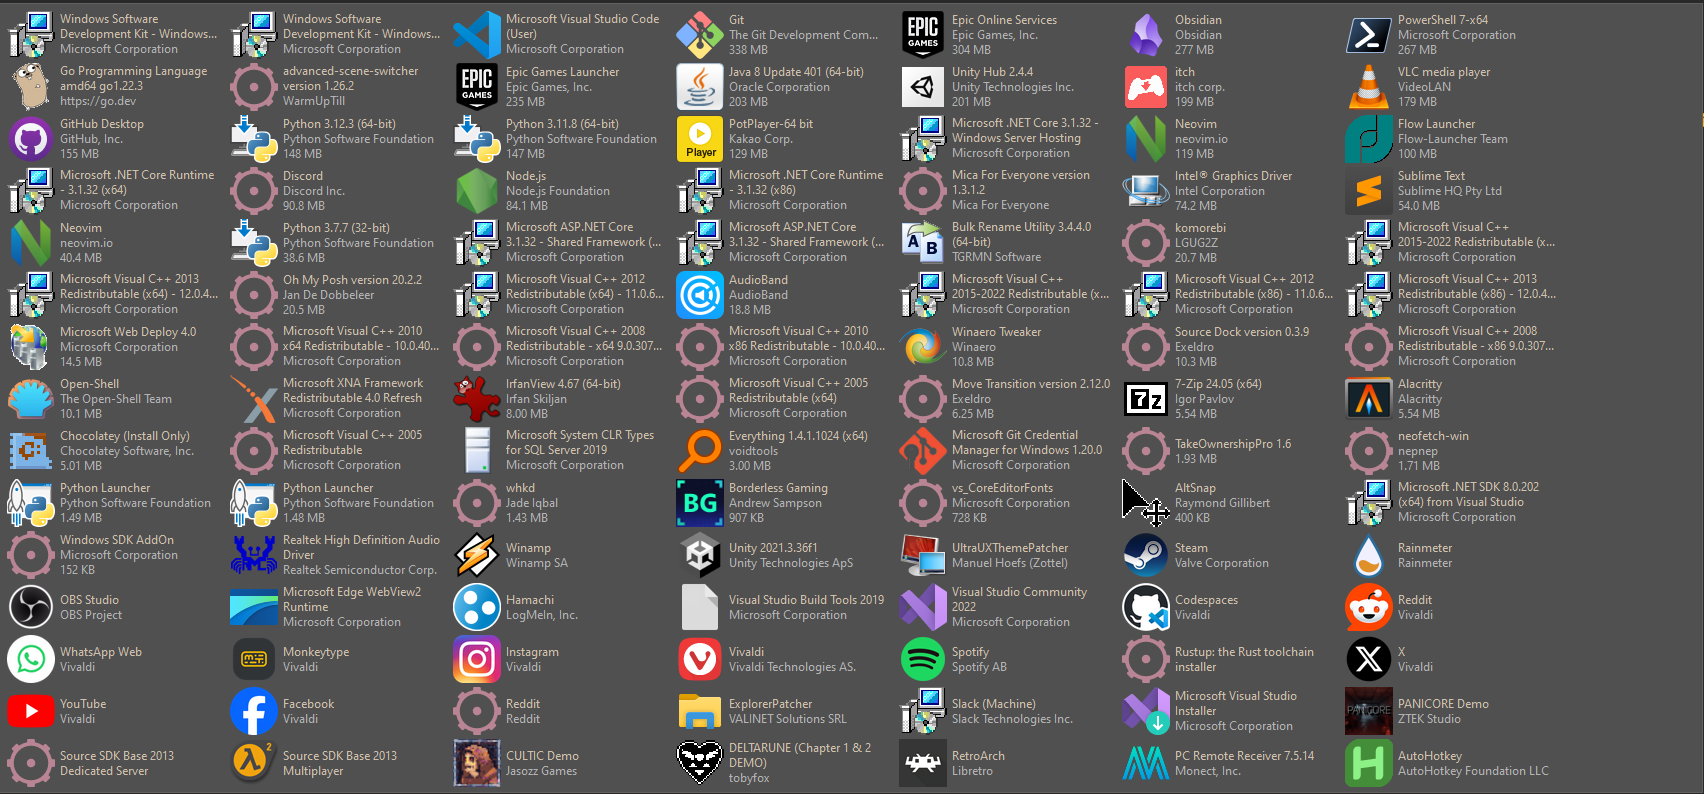 Windows Software
Development Kit - Windows...
Microsoft Corporation
Windows Software
Development Kit - Windows...
Microsoft Corporation
Microsoft Visual Studio Code
(User)
Microsoft Corporation
Git
The Git Development Com...
338 MB
EPIC
GAMES
Epic Online Services
Epic Games, Inc.
304 MB
Obsidian
Obsidian
277 MB
PowerShell 7-x64
Microsoft Corporation
267 MB
Go Programming Language
amd64 go1.22.3
https://go.dev
advanced-scene-switcher
version 1.26.2
WarmUpTill
EPIC
GAMES
Epic Games Launcher
Epic Games, Inc.
235 MB
Java
Java 8 Update 401 (64-bit)
Oracle Corporation
203 MB
Unity Hub 2.4.4
Unity Technologies Inc.
201 MB
itch
itch corp.
199 MB
VLC media player
VideoLAN
179 MB
GitHub Desktop
GitHub, Inc.
155 MB
Python 3.12.3 (64-bit)
Python Software Foundation
148 MB
Python 3.11.8 (64-bit)
Python Software Foundation
147 MB
Player
PotPlayer-64 bit
Kakao Corp.
129 MB
Microsoft .NET Core 3.1.32 -
Windows Server Hosting
Microsoft Corporation
Neovim
neovim.io
119 MB
Flow Launcher
Flow-Launcher Team
100 MB
Microsoft .NET Core Runtime
- 3.1.32 (x64)
Microsoft Corporation
Discord
Discord Inc.
90.8 MB
Node.js
Node.js Foundation
84.1 MB
Microsoft .NET Core Runtime
- 3.1.32 (x86)
Microsoft Corporation
Mica For Everyone version
1.3.1.2
Mica For Everyone
Intel® Graphics Driver
Intel Corporation
74.2 MB
Sublime Text
Sublime HQ Pty Ltd
54.0 MB
Neovim
neovim.io
40.4 MB
Python 3.7.7 (32-bit)
Python Software Foundation
38.6 MB
Microsoft ASP.NET Core
3.1.32 - Shared Framework (...
Microsoft Corporation
Microsoft ASP.NET Core
3.1.32 - Shared Framework (...
Microsoft Corporation
A B
Bulk Rename Utility 3.4.4.0
(64-bit)
TGRMN Software
komorebi
LGUG2Z
20.7 MB
Microsoft Visual C++
2015-2022 Redistributable (x...
Microsoft Corporation
Microsoft Visual C++ 2013
Redistributable (x64) - 12.0.4...
Microsoft Corporation
Oh My Posh version 20.2.2
Jan De Dobbeleer
20.5 MB
Microsoft Visual C++ 2012
Redistributable (x64) - 11.0.6...
Microsoft Corporation
AudioBand
AudioBand
18.8 MB
Microsoft Visual C++
2015-2022 Redistributable (x...
Microsoft Corporation
Microsoft Visual C++ 2012
Redistributable (x86) - 11.0.6...
Microsoft Corporation
Microsoft Visual C++ 2013
Redistributable (x86) - 12.0.4...
Microsoft Corporation
Microsoft Web Deploy 4.0
Microsoft Corporation
14.5 MB
Microsoft Visual C++ 2010
x64 Redistributable - 10.0.40...
Microsoft Corporation
Microsoft Visual C++ 2008
Redistributable - x64 9.0.307...
Microsoft Corporation
Microsoft Visual C++ 2010
x86 Redistributable - 10.0.40...
Microsoft Corporation
Winaero Tweaker
Winaero
10.8 MB
Source Dock version 0.3.9
Exeldro
10.3 MB
Microsoft Visual C++ 2008
Redistributable - x86 9.0.307...
Microsoft Corporation
Open-Shell
The Open-Shell Team
10.1 MB
Microsoft XNA Framework
Redistributable 4.0 Refresh
Microsoft Corporation
IrfanView 4.67 (64-bit)
Irfan Skiljan
8.00 MB
Microsoft Visual C++ 2005
Redistributable (x64)
Microsoft Corporation
Move Transition version 2.12.0
Exeldro
6.25 MB
7z
7-Zip 24.05 (x64)
Igor Pavlov
5.54 MB
Alacritty
Alacritty
5.54 MB
Chocolatey (Install Only)
Chocolatey Software, Inc.
5.01 MB
Microsoft Visual C++ 2005
Redistributable
Microsoft Corporation
Microsoft System CLR Types
for SQL Server 2019
Microsoft Corporation
Everything 1.4.1.1024 (x64)
voidtools
3.00 MB
Microsoft Git Credential
Manager for Windows 1.20.0
Microsoft Corporation
TakeOwnershipPro 1.6
1.93 MB
neofetch-win
nepnep
1.71 MB
Python Launcher
Python Software Foundation
1.49 MB
Python Launcher
Python Software Foundation
1.48 MB
whkd
Jade Iqbal
1.43 MB
BG
Borderless Gaming
Andrew Sampson
907 KB
vs_CoreEditorFonts
Microsoft Corporation
728 KB
AltSnap
Raymond Gillibert
400 KB
Microsoft .NET SDK 8.0.202
(x64) from Visual Studio
Microsoft Corporation
Windows SDK AddOn
Microsoft Corporation
152 KB
Realtek High Definition Audio
Driver
Realtek Semiconductor Corp.
Winamp
Winamp SA
Unity 2021.3.36f1
Unity Technologies ApS
UltraUXThemePatcher
Manuel Hoefs (Zottel)
Steam
Valve Corporation
Rainmeter
Rainmeter
OBS Studio
OBS Project
Microsoft Edge WebView2
Runtime
Microsoft Corporation
Hamachi
LogMeIn, Inc.
Visual Studio Build Tools 2019
Microsoft Corporation
Visual Studio Community
2022
Microsoft Corporation
Codespaces
Vivaldi
Reddit
Vivaldi
WhatsApp Web
Vivaldi
Monkeytype
Vivaldi
Instagram
Vivaldi
Vivaldi
Vivaldi Technologies AS.
Spotify
Spotify AB
Rustup: the Rust toolchain
installer
X
Vivaldi
YouTube
Vivaldi
Facebook
Vivaldi
Reddit
Reddit
ExplorerPatcher
VALINET Solutions SRL
Slack (Machine)
Slack Technologies Inc.
Microsoft Visual Studio
Installer
Microsoft Corporation
PANICORE
PANICORE Demo
ZTEK Studio
Source SDK Base 2013
Dedicated Server
2
Source SDK Base 2013
Multiplayer
CULTIC Demo
Jasozz Games
DELTARUNE (Chapter 1 & 2
DEMO)
tobyfox
RetroArch
Libretro
PC Remote Receiver 7.5.14
Monect, Inc.
H
AutoHotkey
AutoHotkey Foundation LLC